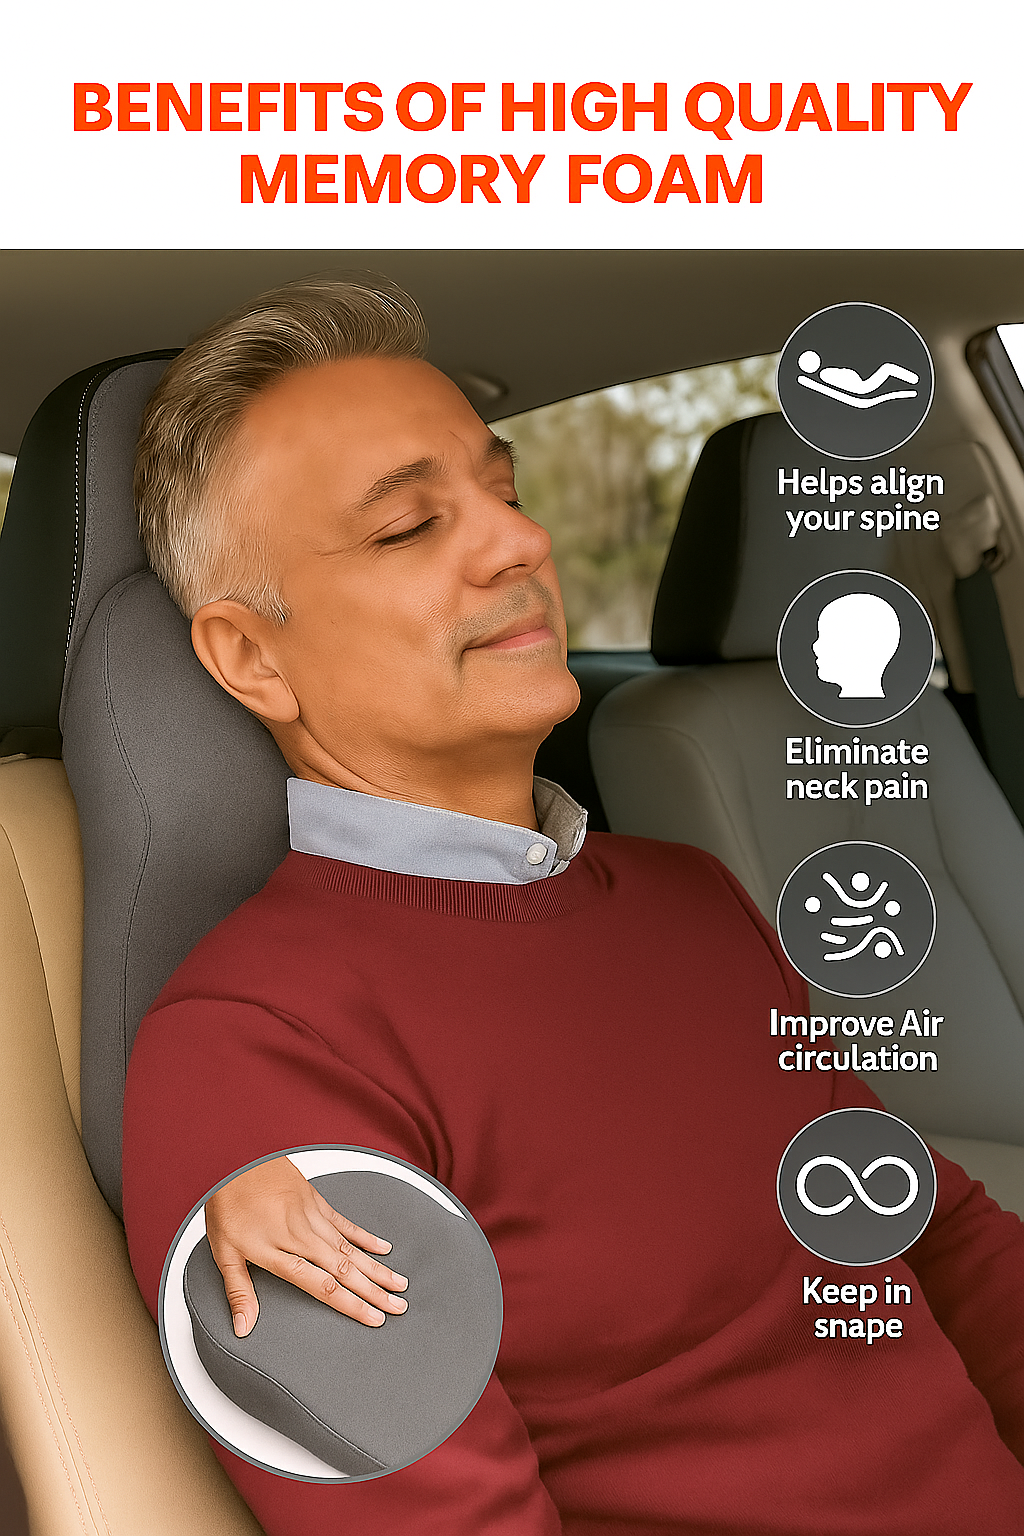 BENEFITS OF HIGH QUALITY
MEMORY FOAM
Helps align
your spine
Eliminate
neck pain
Improve Air
circulation
Keep in
snape